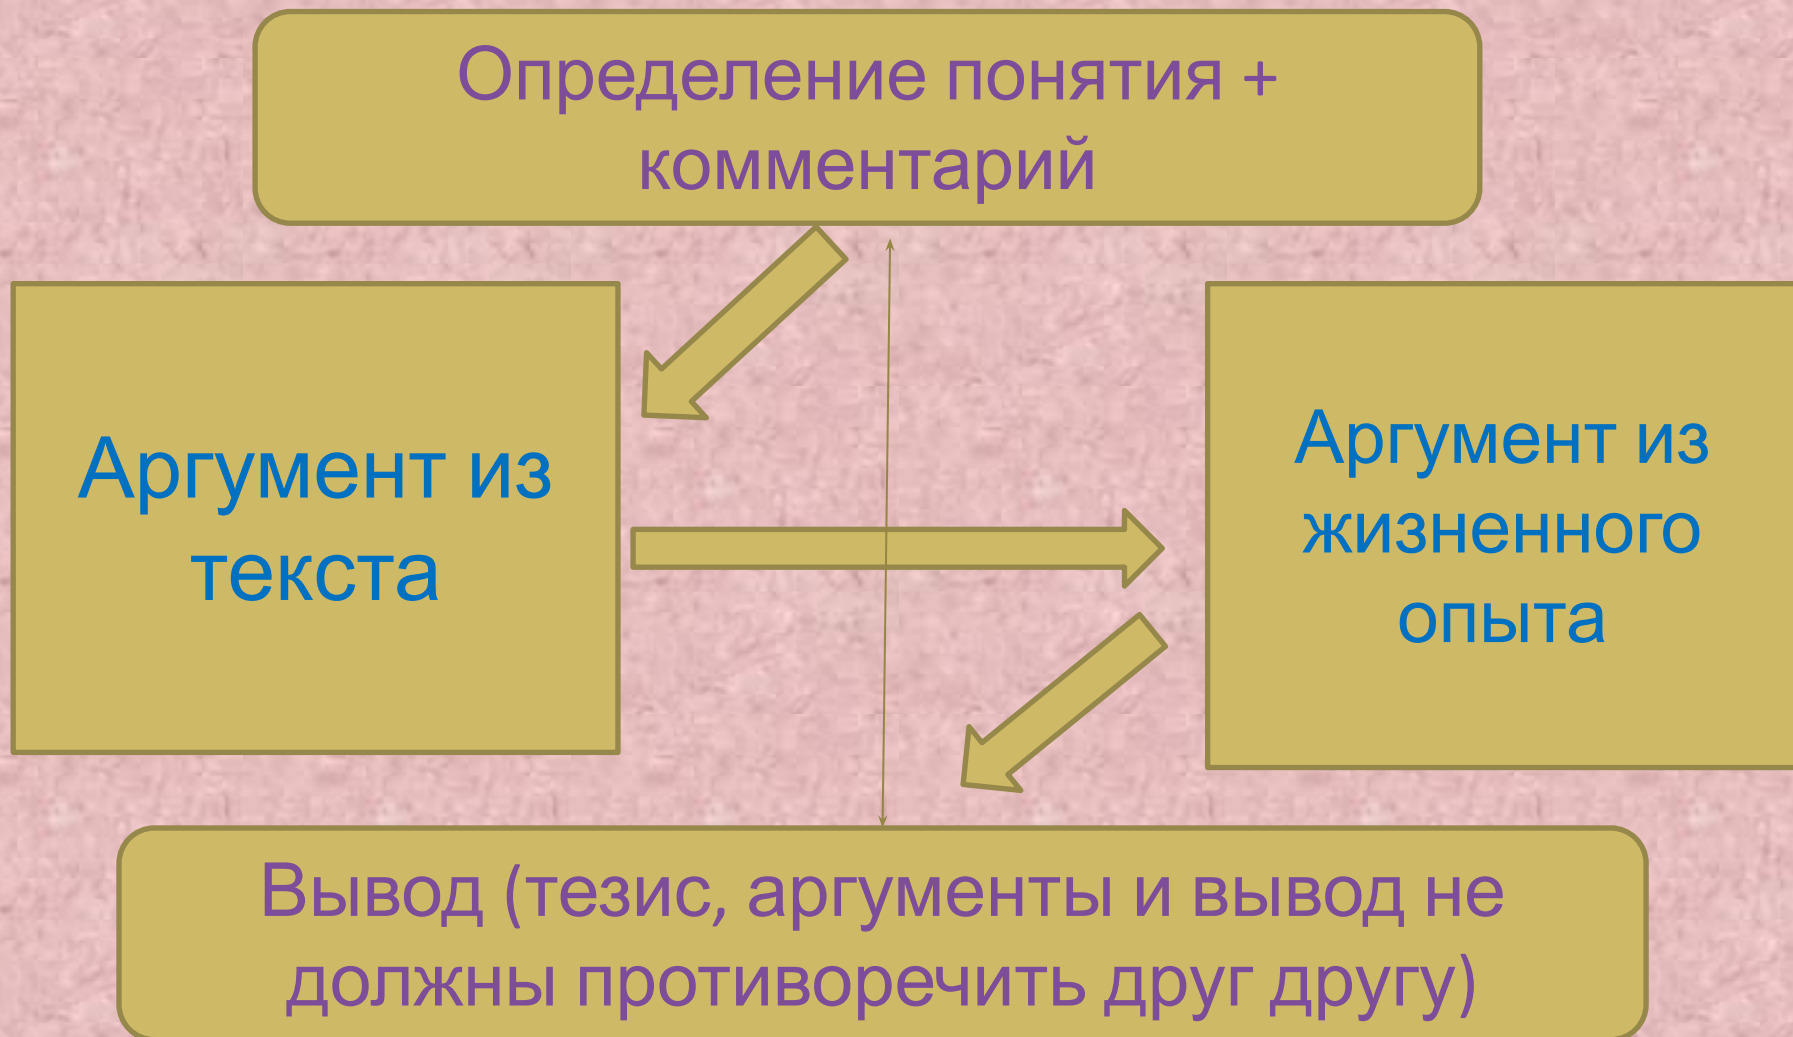 Определение понятия +
комментарий
Аргумент из
текста
Аргумент из
жизненного
опыта
Вывод (тезис, аргументы и вывод не
должны противоречить друг другу)